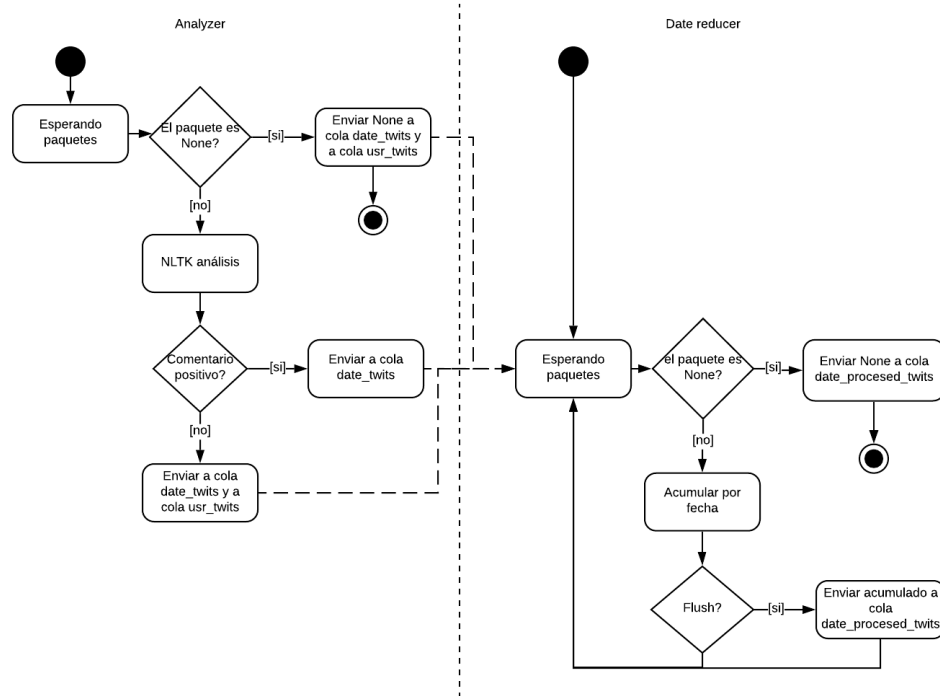 Analyzer
Date reducer
Esperando
paquetes
El paquete es
None?
[si]
Enviar None a
cola date_twits y
a cola usr_twits
[no]
NLTK análisis
Comentario
positivo?
[si]
Enviar a cola
date_twits
[no]
Enviar a cola
date_twits y a
cola usr_twits
Esperando
paquetes
el paquete es
None?
[si]
Enviar None a cola
date_procesed_twits
[no]
Acumular por
fecha
Flush?
[si]
Enviar acumulado a
cola
date_procesed_twits